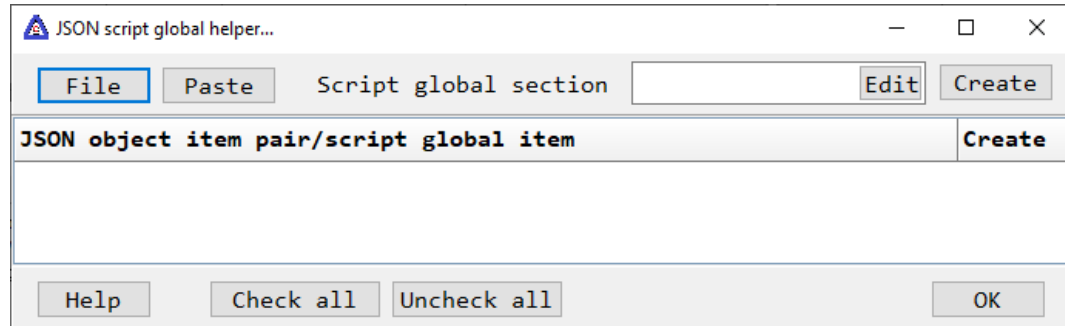 JSON script global helper...
File Paste Script global section Edit Create
JSON object item pair/script global item Create
Help Check all Uncheck all OK